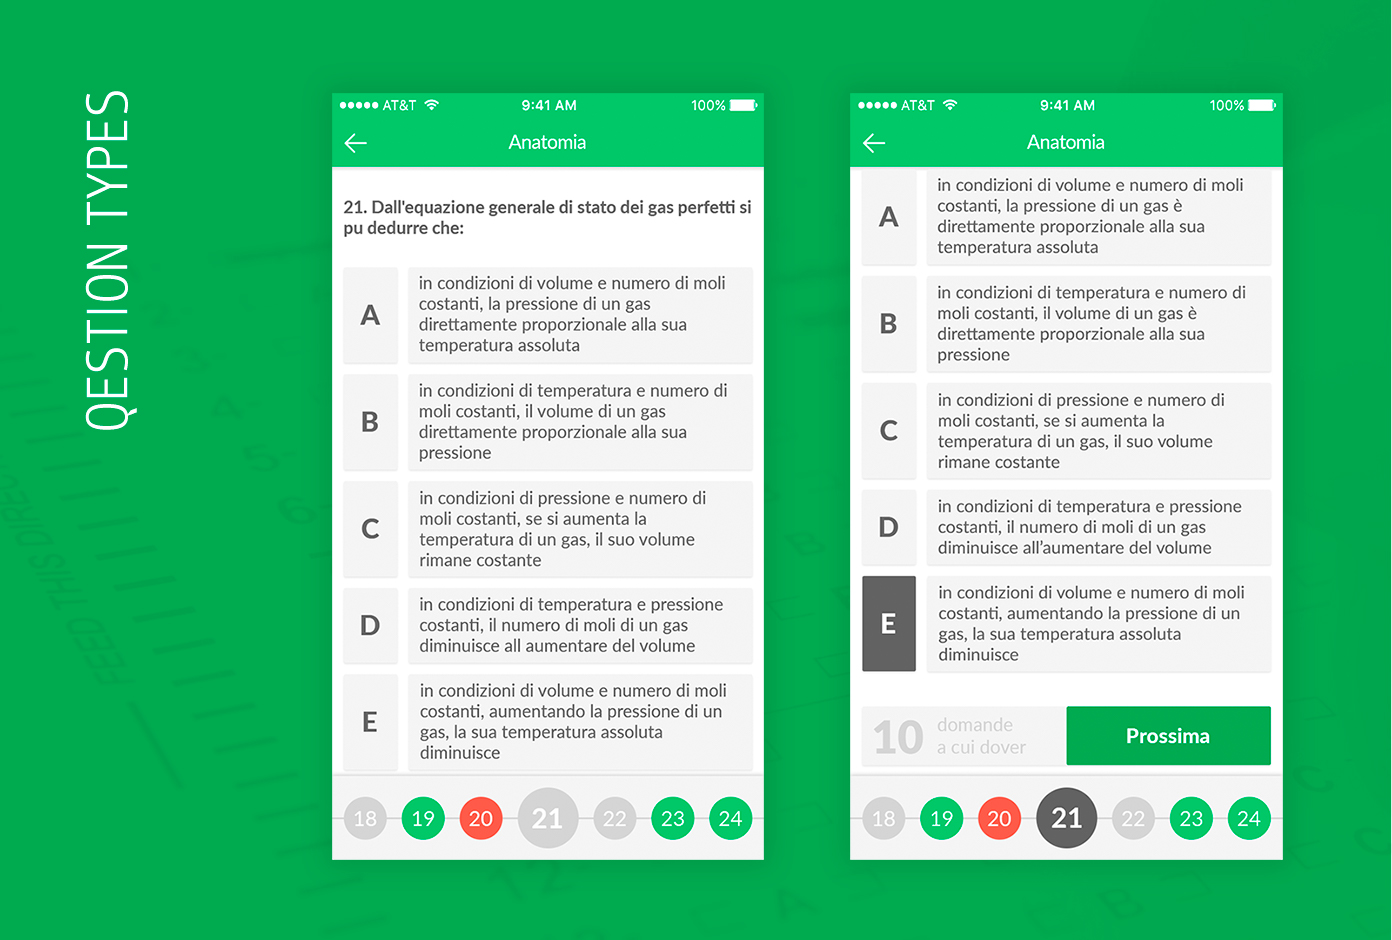 QESTION TYPES
AT&T 9:41 AM 100%
Anatomia
21. Dall'equazione generale di stato dei gas perfetti si
pu dedurre che:
A
in condizioni di volume e numero di moli
costanti, la pressione di un gas
direttamente proporzionale alla sua
temperatura assoluta
B
in condizioni di temperatura e numero di
moli costanti, il volume di un gas
direttamente proporzionale alla sua
pressione
C
in condizioni di pressione e numero di
moli costanti, se si aumenta la
temperatura di un gas, il suo volume
rimane costante
D
in condizioni di temperatura e pressione
costanti, il numero di moli di un gas
diminuisce all aumentare del volume
E
in condizioni di volume e numero di moli
costanti, aumentando la pressione di un
gas, la sua temperatura assoluta
diminuisce
18 19 20 21 22 23 24
AT&T 9:41 AM 100%
Anatomia
A
in condizioni di volume e numero di moli
costanti, la pressione di un gas è
direttamente proporzionale alla sua
temperatura assoluta
B
in condizioni di temperatura e numero di
moli costanti, il volume di un gas è
direttamente proporzionale alla sua
pressione
C
in condizioni di pressione e numero di
moli costanti, se si aumenta la
temperatura di un gas, il suo volume
rimane costante
D
in condizioni di temperatura e pressione
costanti, il numero di moli di un gas
diminuisce all’aumentare del volume
E
in condizioni di volume e numero di moli
costanti, aumentando la pressione di un
gas, la sua temperatura assoluta
diminuisce
10 domande
a cui dover
Prossima
18 19 20 21 22 23 24
FEED THIS DIREC